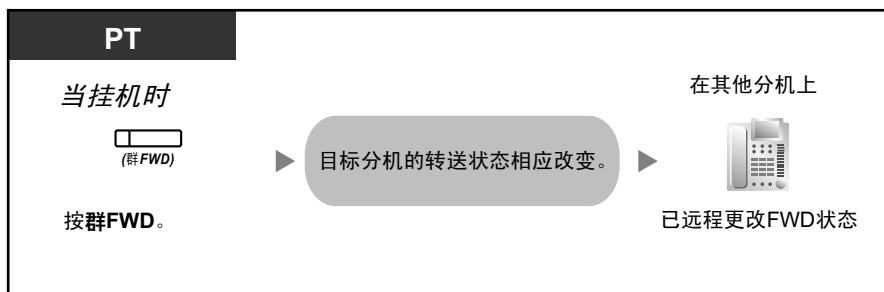 PT
当挂机时
(群FWD)
按群FWD。
目标分机的转送状态相应改变。
在其他分机上
已远程更改FWD状态